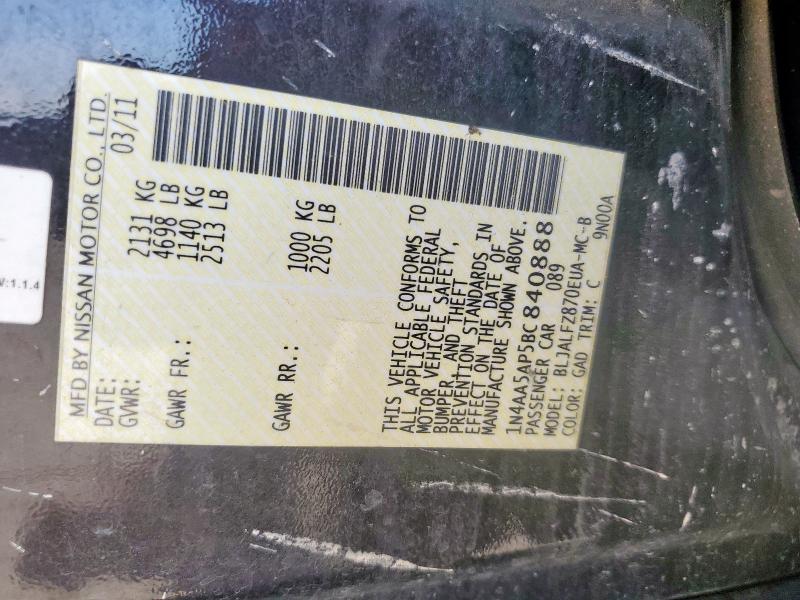 MFD BY NISSAN MOTOR CO., LTD.
DATE: 03/11
GVWR: 2131 KG
4698 LB
GAWR FR.: 1140 KG
2513 LB
GAWR RR.: 1000 KG
2205 LB
THIS VEHICLE CONFORMS TO
ALL APPLICABLE FEDERAL
MOTOR VEHICLE SAFETY,
BUMPER AND THEFT
PREVENTION STANDARDS IN
EFFECT ON THE DATE OF
MANUFACTURE SHOWN ABOVE.
1N4AA5AP5BC840888
PASSENGER CAR 089
MODEL: BLJALFZ870EUA-MC-B
COLOR: GAD TRIM: C 9N00A
V:1.1.4